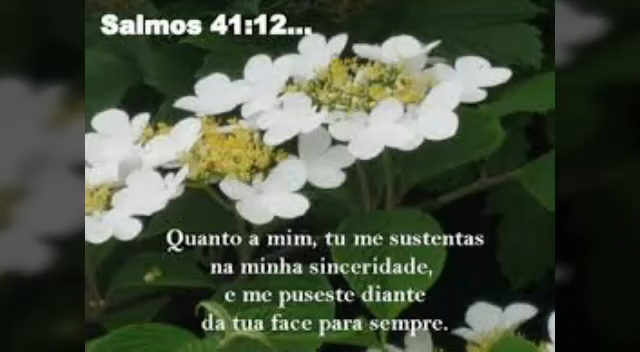 Salmos 41:12...
Quanto a mim, tu me sustentas
na minha sinceridade,
e me puseste diante
da tua face para sempre.